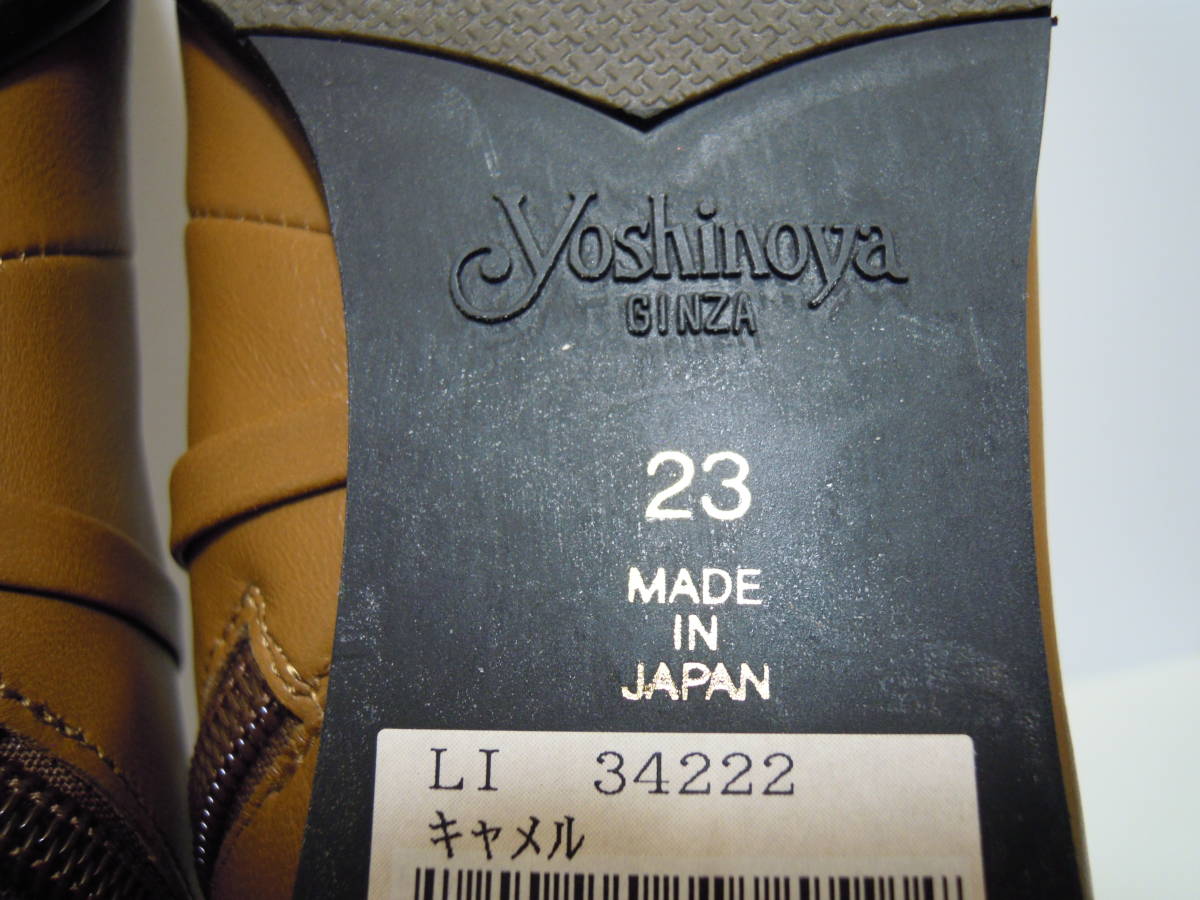 Yoshinoya
GINZA
23
MADE
IN
JAPAN
LI 34222
キャメル